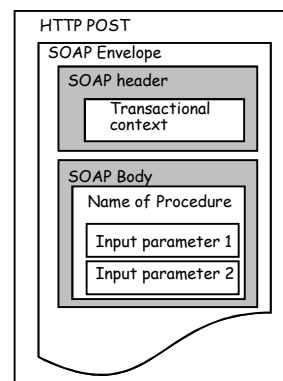 HTTP POST
SOAP Envelope
SOAP header
Transactional
context
SOAP Body
Name of Procedure
Input parameter 1
Input parameter 2